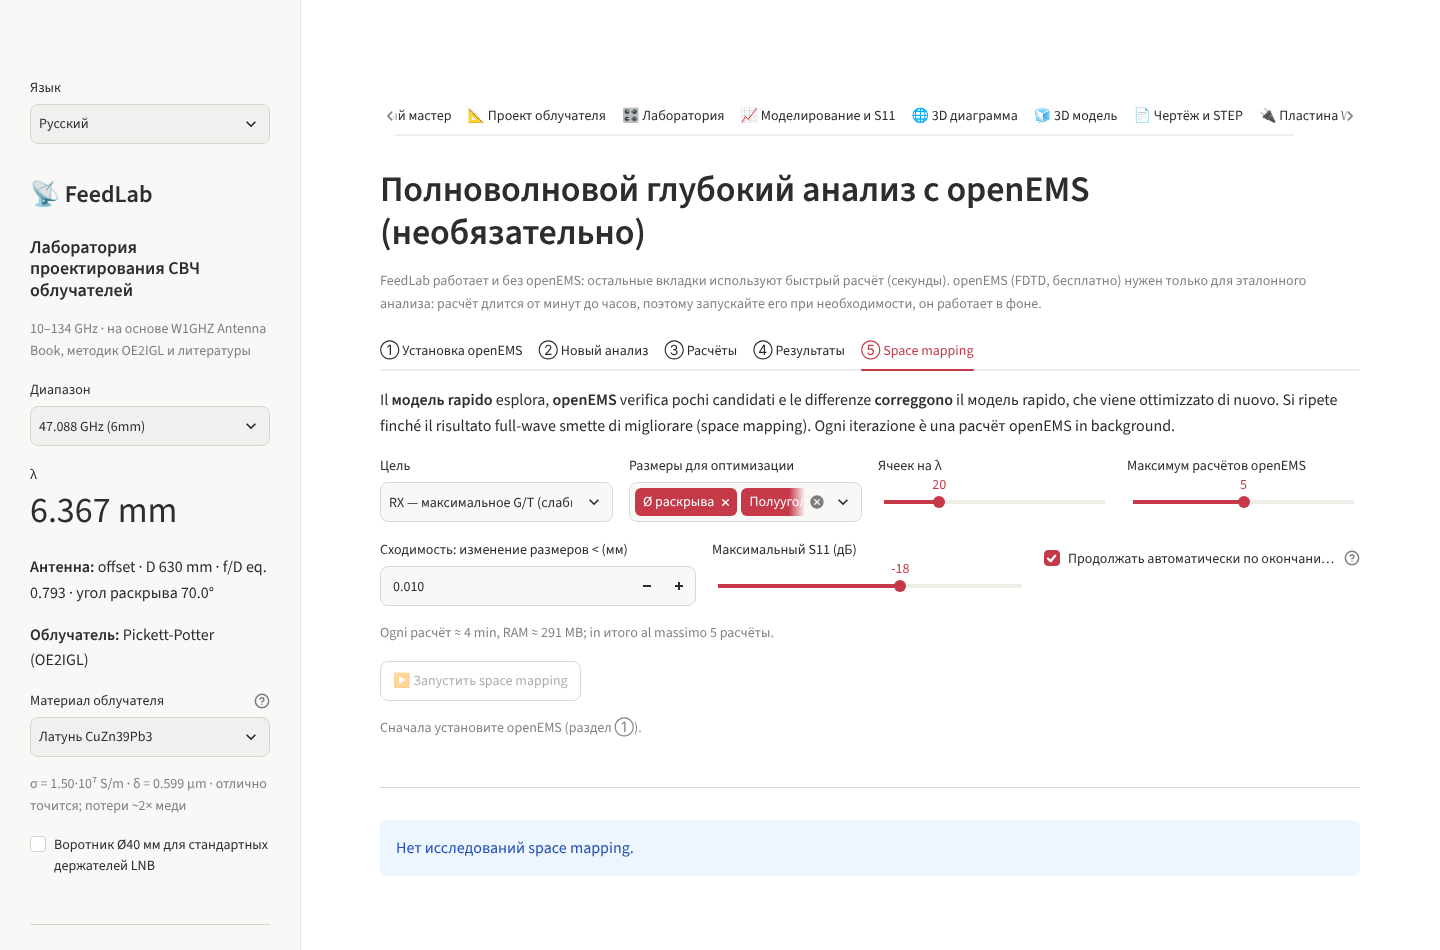 Язык
Русский
📡 FeedLab
Лаборатория
проектирования СВЧ
облучателей
10–134 GHz · на основе W1GHZ Antenna
Book, методик OE2IGL и литературы
Диапазон
47.088 GHz (6mm)
λ
6.367 mm
Антенна: offset · D 630 mm · f/D eq.
0.793 · угол раскрыва 70.0°
Облучатель: Pickett-Potter
(OE2IGL)
Материал облучателя
Латунь CuZn39Pb3
σ = 1.50·10⁷ S/m · δ = 0.599 µm · отлично
точится; потери ~2× меди
Воротник Ø40 мм для стандартных
держателей LNB
й мастер 📐 Проект облучателя 🎛️ Лаборатория 📈 Моделирование и S11 🌐 3D диаграмма 🧊 3D модель 📄 Чертёж и STEP 🔌 Пластина
Полноволновой глубокий анализ с openEMS
(необязательно)
FeedLab работает и без openEMS: остальные вкладки используют быстрый расчёт (секунды). openEMS (FDTD, бесплатно) нужен только для эталонного
анализа: расчёт длится от минут до часов, поэтому запускайте его при необходимости, он работает в фоне.
① Установка openEMS ② Новый анализ ③ Расчёты ④ Результаты ⑤ Space mapping
Il модель rapido esplora, openEMS verifica pochi candidati e le differenze correggono il модель rapido, che viene ottimizzato di nuovo. Si ripete
finché il risultato full-wave smette di migliorare (space mapping). Ogni iterazione è una расчёт openEMS in background.
Цель Размеры для оптимизации Ячеек на λ Максимум расчётов openEMS
20 5
RX — максимальное G/T (слабы Ø раскрыва Полууго
Сходимость: изменение размеров < (мм) Максимальный S11 (дБ)
Продолжать автоматически по окончани…
-18
0.010
Ogni расчёт ≈ 4 min, RAM ≈ 291 MB; in итого al massimo 5 расчёты.
▶️ Запустить space mapping
Сначала установите openEMS (раздел ①).
Нет исследований space mapping.